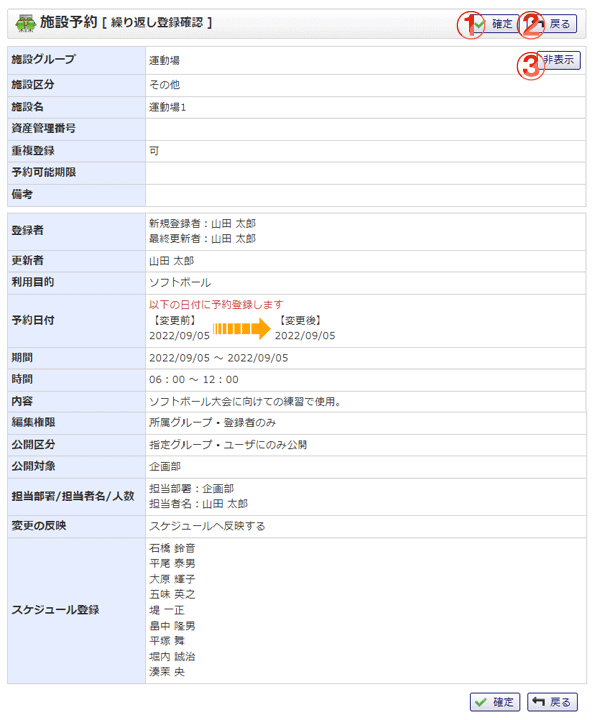 施設予約 [ 繰り返し登録確認 ]
① 確定 ② 戻る
施設グループ 運動場
③ 非表示
施設区分 その他
施設名 運動場1
資産管理番号
重複登録 可
予約可能期限
備考
登録者 新規登録者：山田 太郎
最終更新者：山田 太郎
更新者 山田 太郎
利用目的 ソフトボール
予約日付 以下の日付に予約登録します
【変更前】 【変更後】
2022/09/05 2022/09/05
期間 2022/09/05 ～ 2022/09/05
時間 06：00 ～ 12：00
内容 ソフトボール大会に向けての練習で使用。
編集権限 所属グループ・登録者のみ
公開区分 指定グループ・ユーザにのみ公開
公開対象 企画部
担当部署/担当者名/人数 担当部署：企画部
担当者名：山田 太郎
変更の反映 スケジュールへ反映する
スケジュール登録 石橋 鈴音
平尾 泰男
大原 輝子
五味 英之
堤 一正
畠中 隆男
平塚 舞
堀内 誠治
湊茉 央
確定 戻る